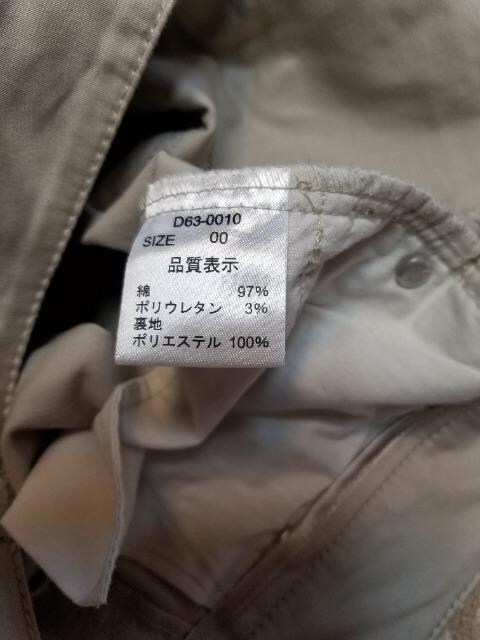 D63-0010
SIZE 00
品質表示
綿 97%
ポリウレタン 3%
裏地
ポリエステル 100%